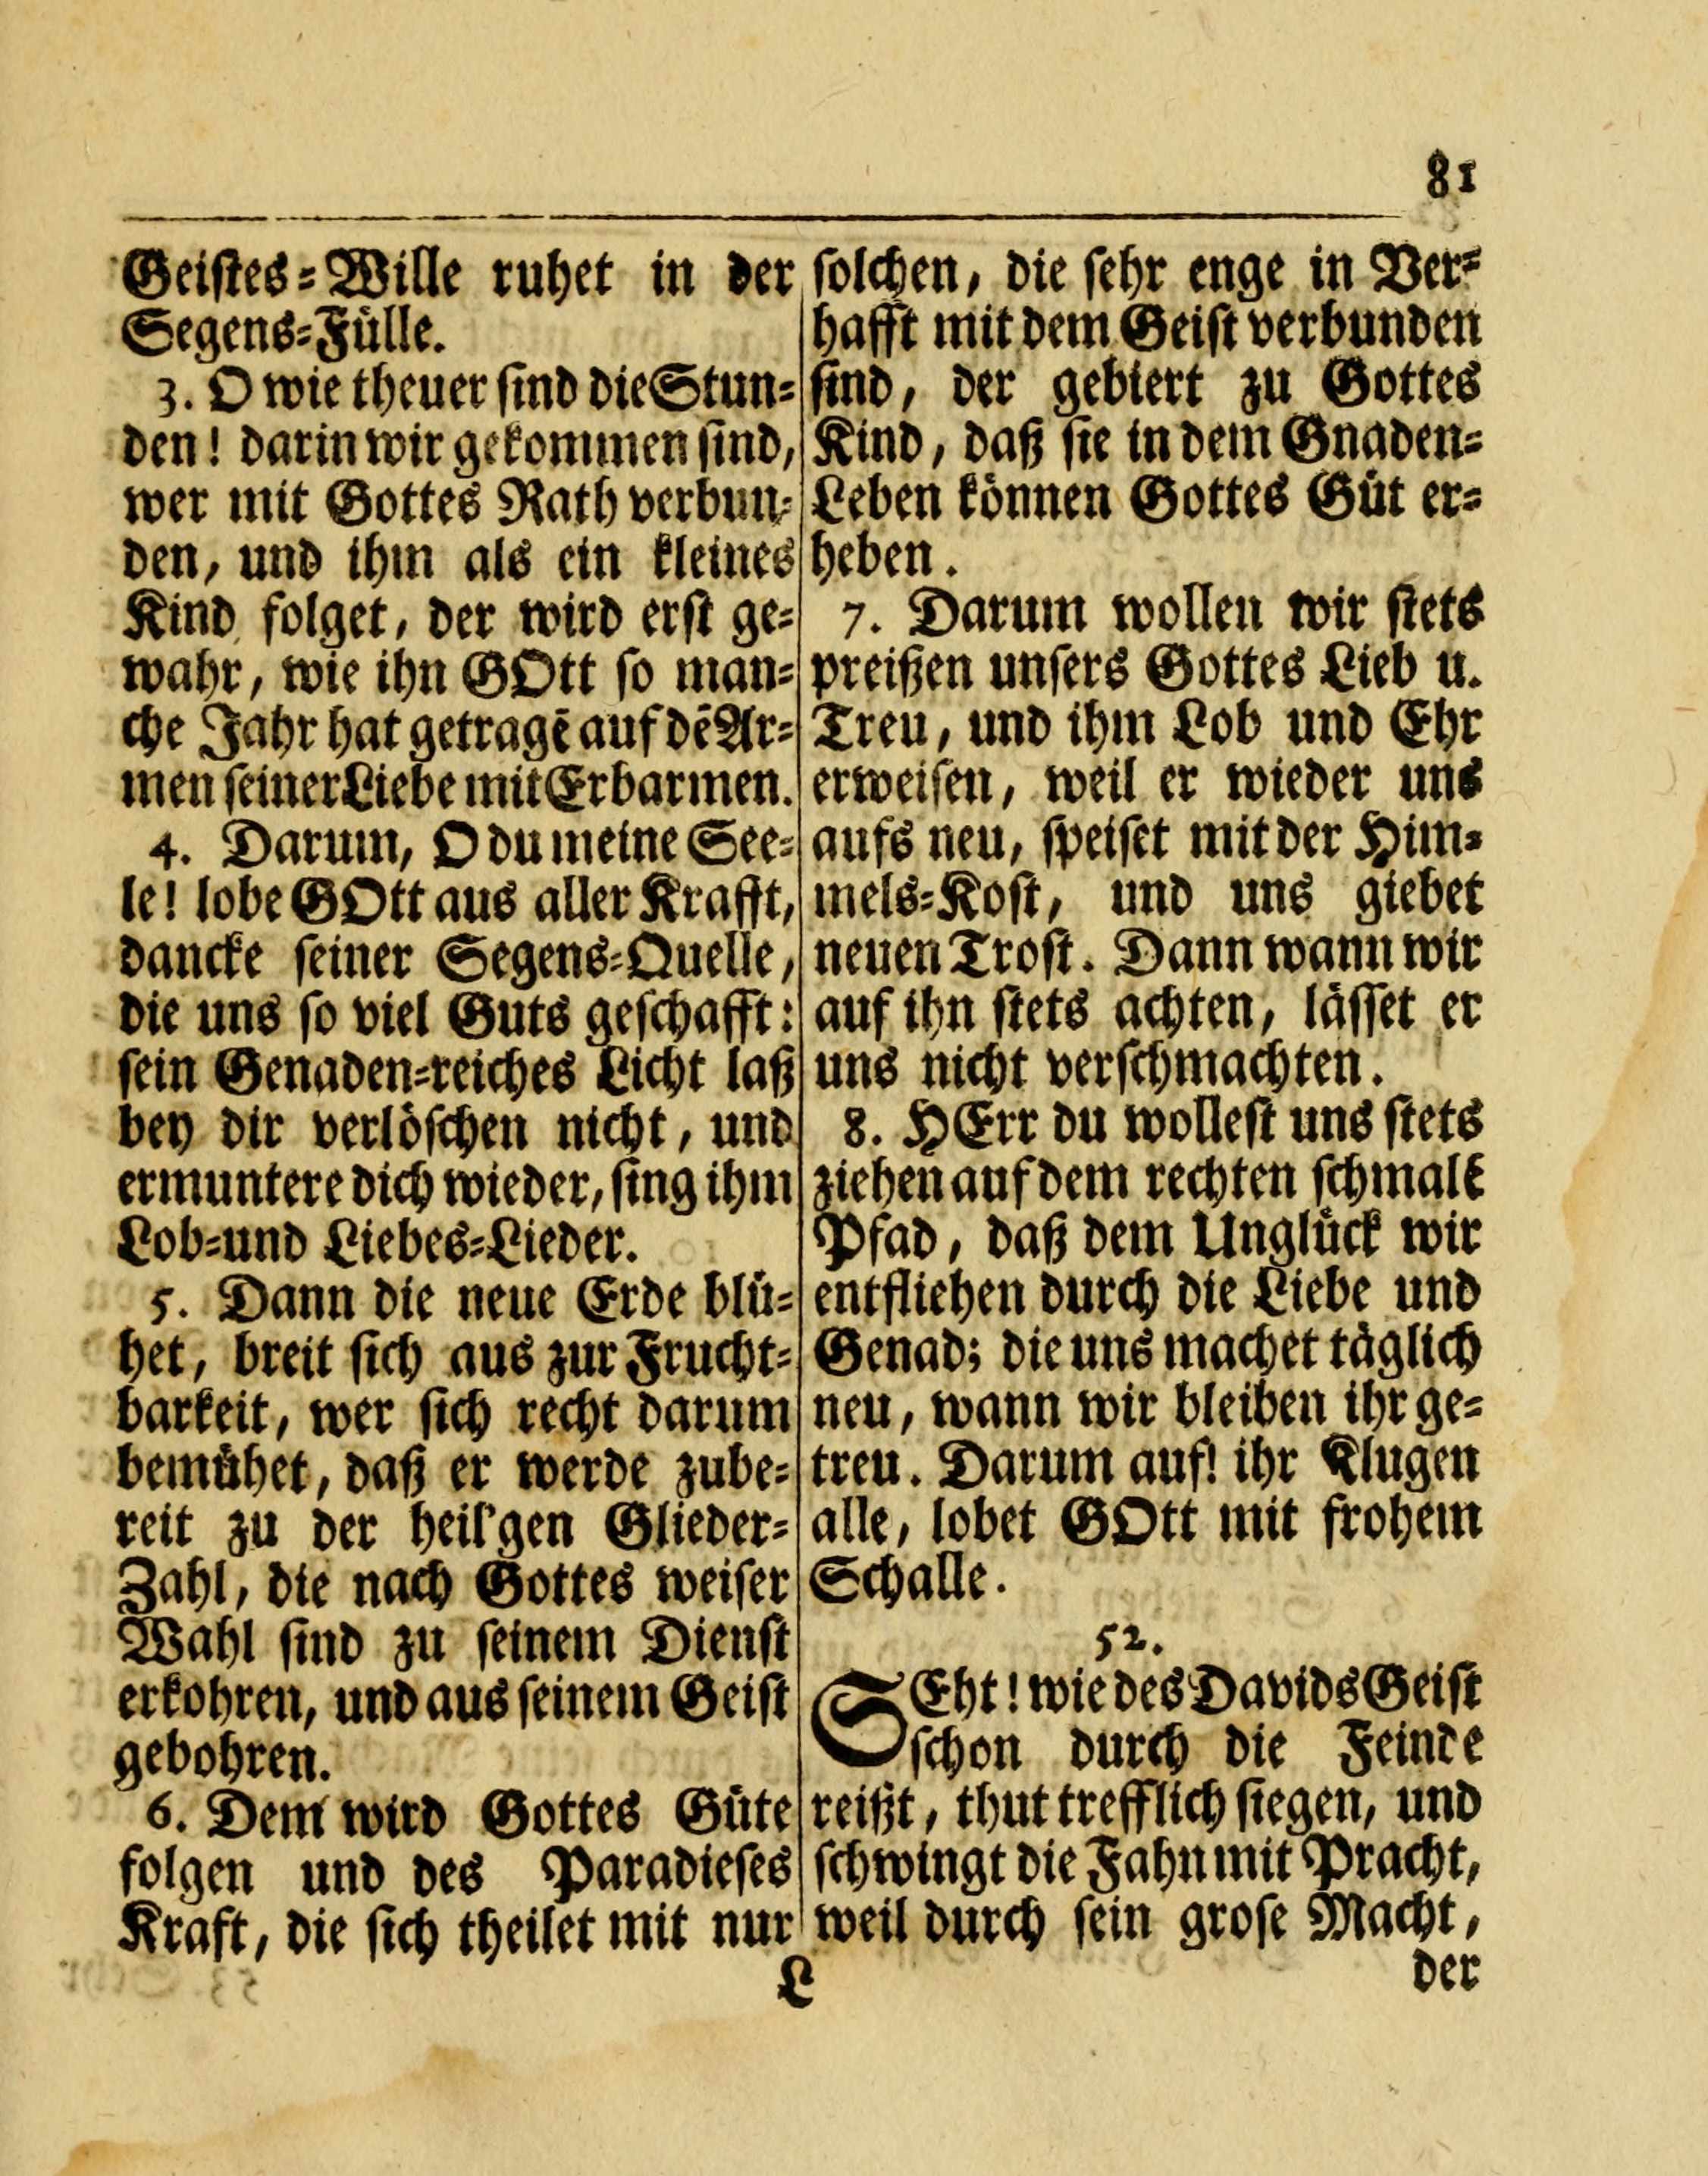 81
Geistes=Wille ruhet in der
Segens=Fülle.
3. O wie theuer sind die Stun=
den! darin wir gekommen sind,
wer mit Gottes Rath verbun=
den, und ihm als ein kleines
Kind folget, der wird erst ge=
wahr, wie ihn GOtt so man=
che Jahr hat getragē auf dē Ar=
men seiner Liebe mit Erbarmen.
4. Darum, O du meine See=
le! lobe GOtt aus aller Krafft,
dancke seiner Segens=Quelle,
die uns so viel Guts geschafft:
sein Genaden=reiches Licht laß
bey dir verlöschen nicht, und
ermuntere dich wieder, sing ihm
Lob=und Liebes=Lieder.
5. Dann die neue Erde blü=
het, breit sich aus zur Frucht=
barkeit, wer sich recht darum
bemühet, daß er werde zube=
reit zu der heil'gen Glieder=
Zahl, die nach Gottes weiser
Wahl sind zu seinem Dienst
erkohren, und aus seinem Geist
gebohren.
6. Dem wird Gottes Güte
folgen und des Paradieses
Kraft, die sich theilet mit nur
solchen, die sehr enge in Ver=
hafft mit dem Geist verbunden
sind, der gebiert zu Gottes
Kind, daß sie in dem Gnaden=
Leben können Gottes Güt er=
heben.
7. Darum wollen wir stets
preißen unsers Gottes Lieb u.
Treu, und ihm Lob und Ehr
erweisen, weil er wieder uns
aufs neu, speiset mit der Him=
mels=Kost, und uns giebet
neuen Trost. Dann wann wir
auf ihn stets achten, lässet er
uns nicht verschmachten.
8. HErr du wollest uns stets
ziehen auf dem rechten schmalē
Pfad, daß dem Unglück wir
entfliehen durch die Liebe und
Genad; die uns machet täglich
neu, wann wir bleiben ihr ge=
treu. Darum auf! ihr Klugen
alle, lobet GOtt mit frohem
Schalle.
52.
SEht! wie des Davids Geist
schon durch die Feinde
reißt, thut trefflich siegen, und
schwingt die Fahn mit Pracht,
weil durch sein grose Macht,
L der